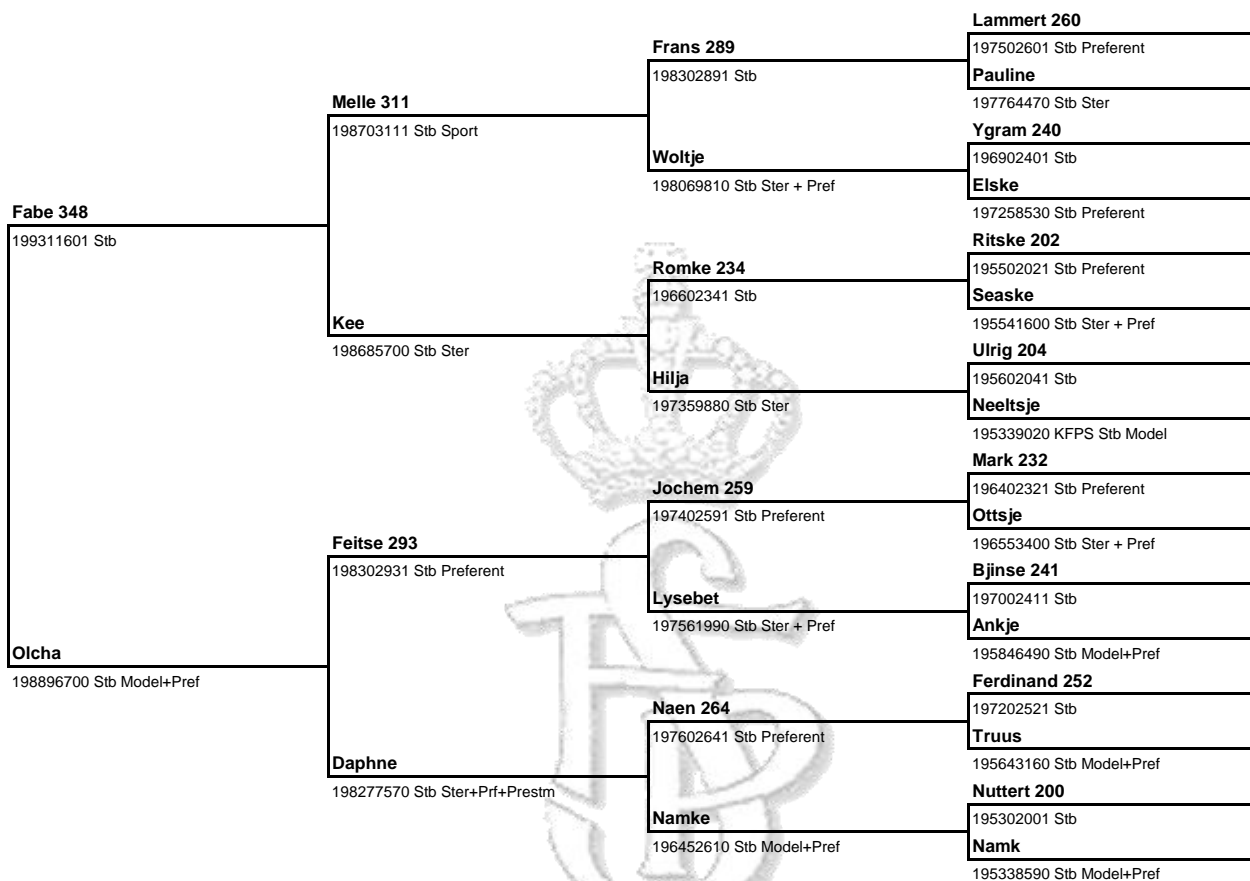 Fabe 348
199311601 Stb
Olcha
198896700 Stb Model+Pref
Melle 311
198703111 Stb Sport
Kee
198685700 Stb Ster
Feitse 293
198302931 Stb Preferent
Daphne
198277570 Stb Ster+Prf+Prestm
Frans 289
198302891 Stb
Woltje
198069810 Stb Ster + Pref
Romke 234
196602341 Stb
Hilja
197359880 Stb Ster
Jochem 259
197402591 Stb Preferent
Lysebet
197561990 Stb Ster + Pref
Naen 264
197602641 Stb Preferent
Namke
196452610 Stb Model+Pref
Lammert 260
197502601 Stb Preferent
Pauline
197764470 Stb Ster
Ygram 240
196902401 Stb
Elske
197258530 Stb Preferent
Ritske 202
195502021 Stb Preferent
Seaske
195541600 Stb Ster + Pref
Ulrig 204
195602041 Stb
Neeltsje
195339020 KFPS Stb Model
Mark 232
196402321 Stb Preferent
Ottsje
196553400 Stb Ster + Pref
Bjinse 241
197002411 Stb
Ankje
195846490 Stb Model+Pref
Ferdinand 252
197202521 Stb
Truus
195643160 Stb Model+Pref
Nuttert 200
195302001 Stb
Namk
195338590 Stb Model+Pref